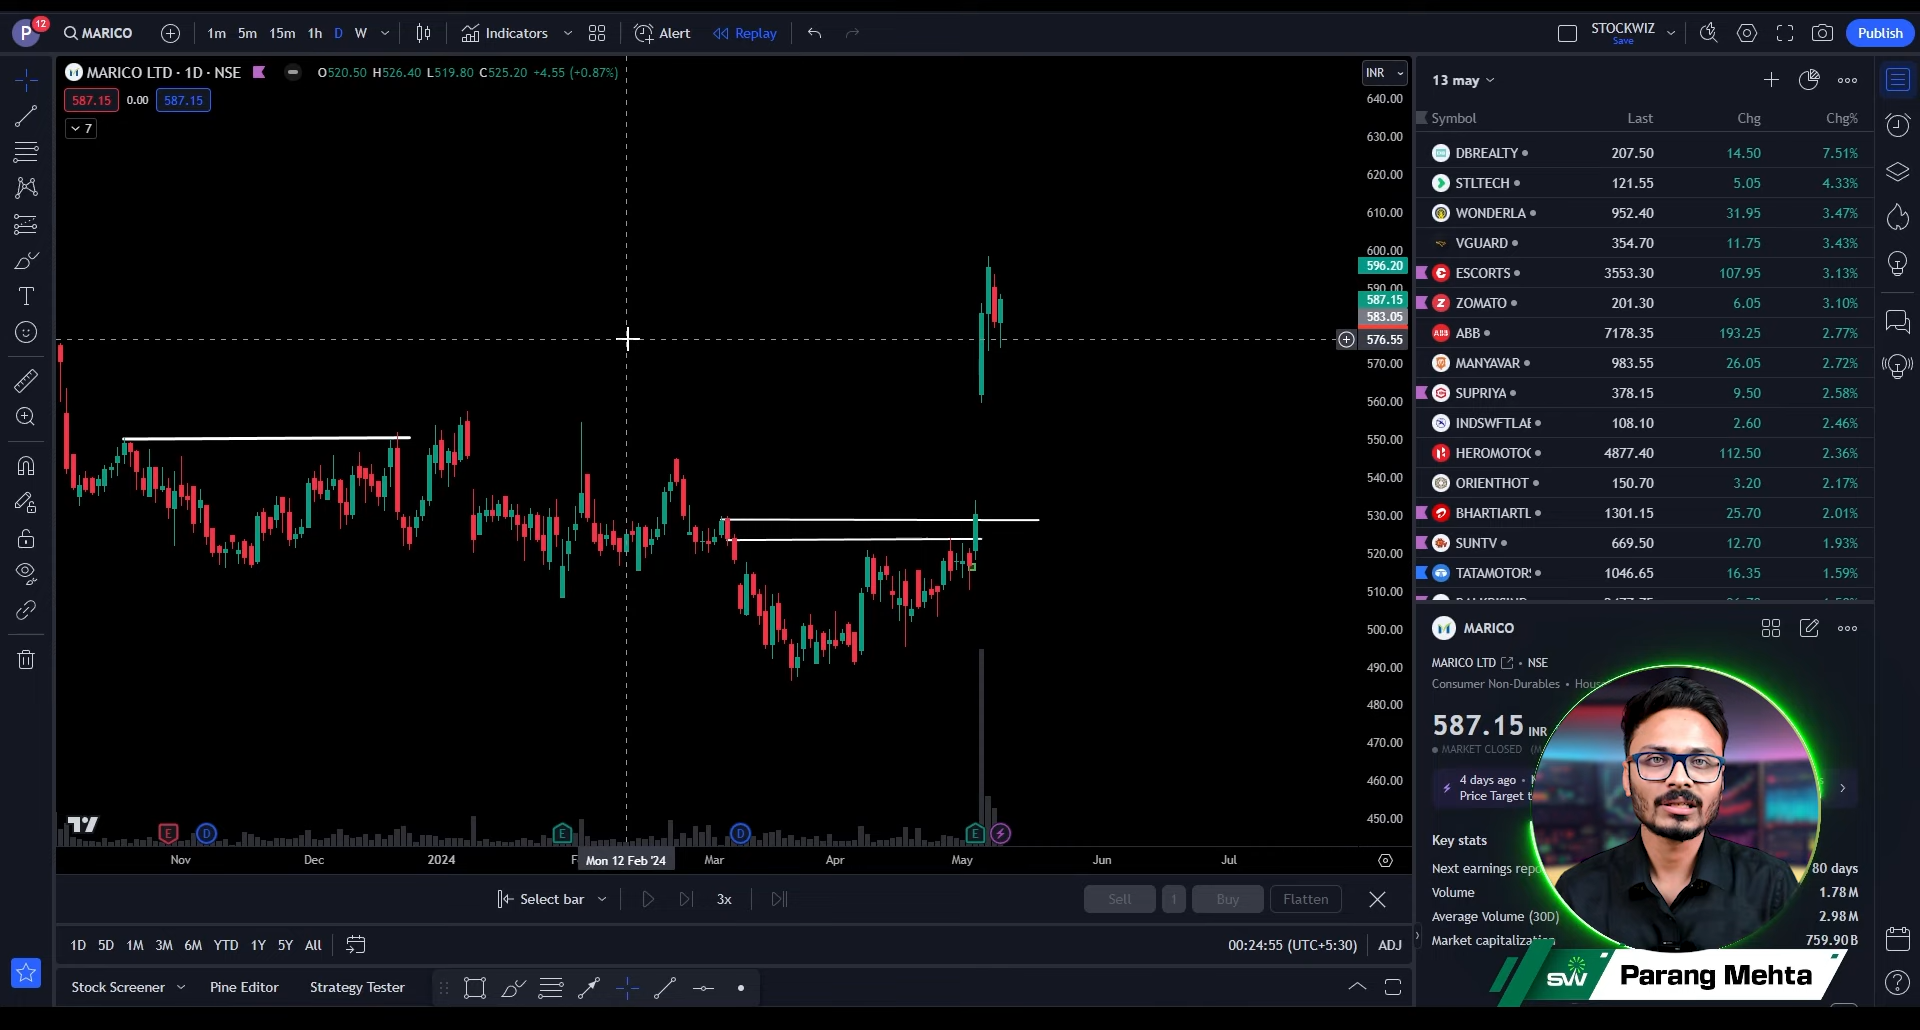 P 12 MARICO 1m 5m 15m 1h D W Indicators Alert Replay STOCKWIZ Save Publish
MARICO LTD · 1D · NSE O520.50 H526.40 L519.80 C525.20 +4.55 (+0.87%) INR
587.15 0.00 587.15
7
640.00
630.00
620.00
610.00
600.00
596.20
590.00
587.15
583.05
576.55
570.00
560.00
550.00
540.00
530.00
520.00
510.00
500.00
490.00
480.00
470.00
460.00
450.00
E D E D E
Nov Dec 2024 F Mon 12 Feb '24 Mar Apr May Jun Jul
Select bar 3x Sell 1 Buy Flatten
1D 5D 1M 3M 6M YTD 1Y 5Y All 00:24:55 (UTC+5:30) ADJ
Stock Screener Pine Editor Strategy Tester
13 may
Symbol Last Chg Chg%
DBREALTY 207.50 14.50 7.51%
STLTECH 121.55 5.05 4.33%
WONDERLA 952.40 31.95 3.47%
VGUARD 354.70 11.75 3.43%
ESCORTS 3553.30 107.95 3.13%
ZOMATO 201.30 6.05 3.10%
ABB 7178.35 193.25 2.77%
MANYAVAR 983.55 26.05 2.72%
SUPRIYA 378.15 9.50 2.58%
INDSWFTLAB 108.10 2.60 2.46%
HEROMOTOC 4877.40 112.50 2.36%
ORIENTHOT 150.70 3.20 2.17%
BHARTIARTL 1301.15 25.70 2.01%
SUNTV 669.50 12.70 1.93%
TATAMOTORS 1046.65 16.35 1.59%
MARICO
MARICO LTD · NSE
Consumer Non-Durables • Hous
587.15 INR
MARKET CLOSED
4 days ago •
Price Target t
Key stats
Next earnings repo 80 days
Volume 1.78M
Average Volume (30D) 2.98M
Market capitalization 759.90B
SW Parang Mehta